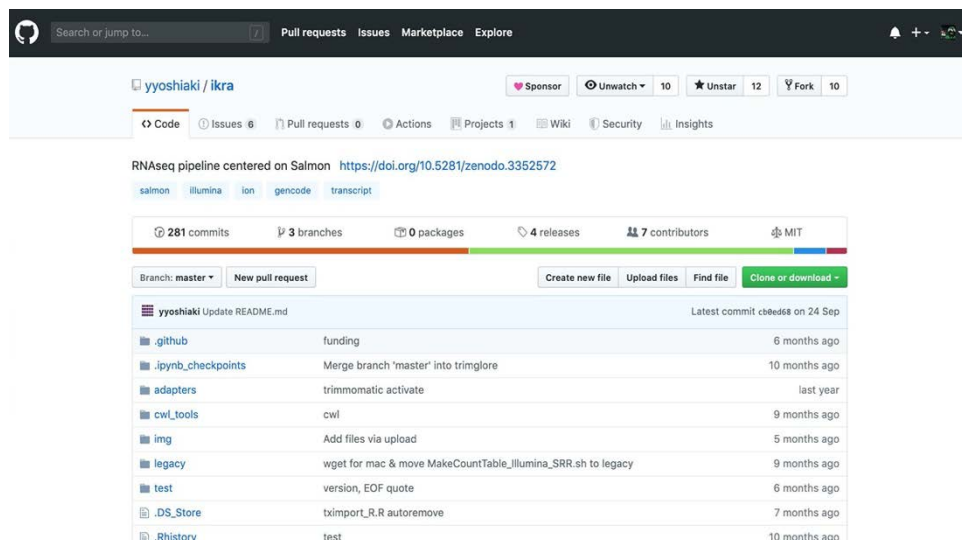 Search or jump to... / Pull requests Issues Marketplace Explore
yyoshiaki / ikra Sponsor Unwatch 10 Unstar 12 Fork 10
Code Issues 6 Pull requests 0 Actions Projects 1 Wiki Security Insights
RNAseq pipeline centered on Salmon https://doi.org/10.5281/zenodo.3352572
salmon illumina ion gencode transcript
281 commits 3 branches 0 packages 4 releases 7 contributors MIT
Branch: master New pull request Create new file Upload files Find file Clone or download
yyoshiaki Update README.md Latest commit cb0ed68 on 24 Sep
.github funding 6 months ago
.ipynb_checkpoints Merge branch 'master' into trimglore 10 months ago
adapters trimmomatic activate last year
cwl_tools cwl 9 months ago
img Add files via upload 5 months ago
legacy wget for mac & move MakeCountTable_Illumina_SRR.sh to legacy 9 months ago
test version, EOF quote 6 months ago
.DS_Store tximport_R.R autoremove 7 months ago
.Rhistory test 10 months ago